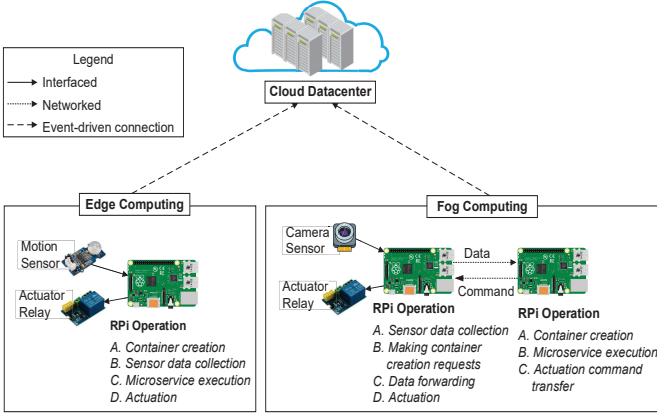 Cloud Datacenter
Legend
Interfaced
Networked
Event-driven connection
Edge Computing
Motion
Sensor
Actuator
Relay
RPi Operation
A. Container creation
B. Sensor data collection
C. Microservice execution
D. Actuation
Fog Computing
Camera
Sensor
Actuator
Relay
Data
Command
RPi Operation
A. Sensor data collection
B. Making container
creation requests
C. Data forwarding
D. Actuation
RPi Operation
A. Container creation
B. Microservice execution
C. Actuation command
transfer